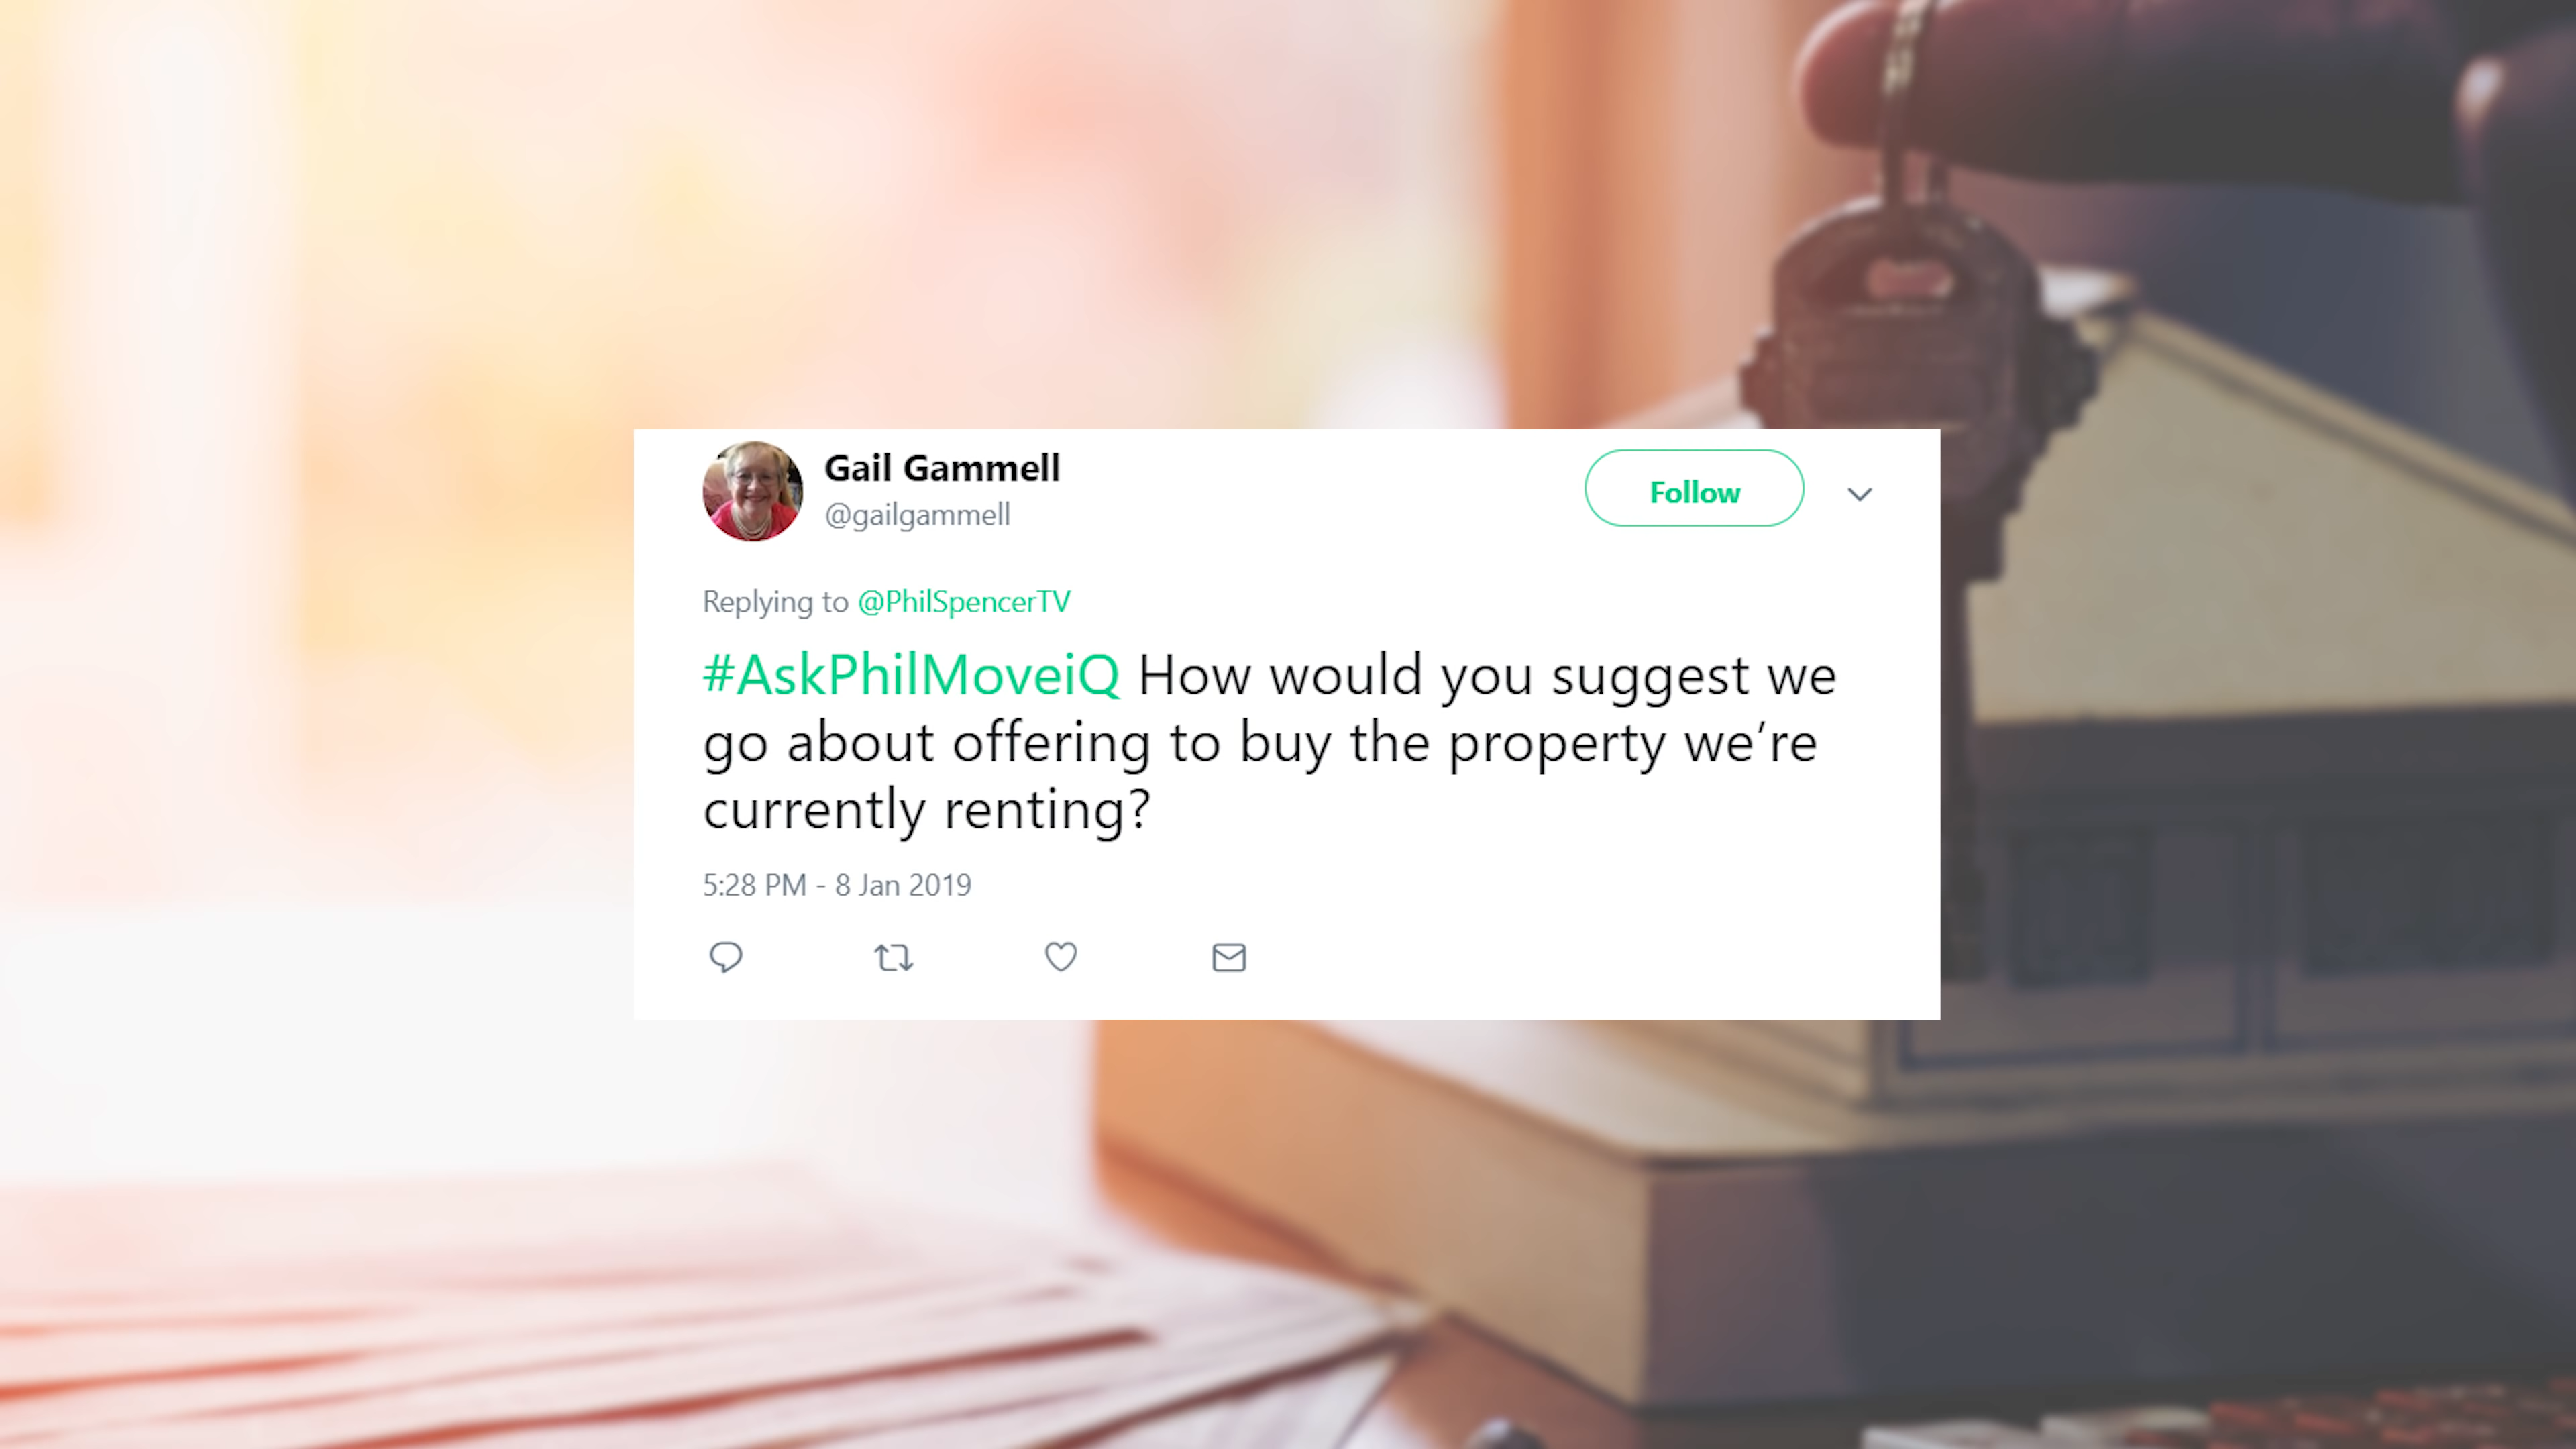 Gail Gammell
@gailgammell
Follow
Replying to @PhilSpencerTV
#AskPhilMoveiQ How would you suggest we
go about offering to buy the property we’re
currently renting?
5:28 PM - 8 Jan 2019